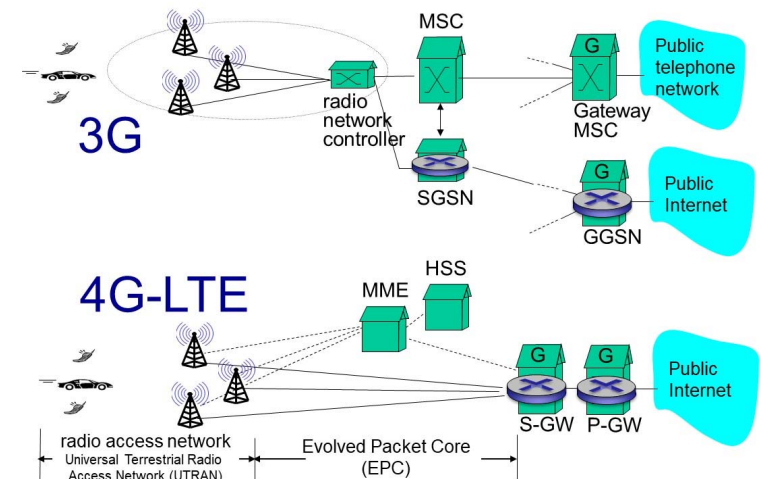 MSC
G
Public
telephone
network
radio
network
controller
Gateway
MSC
3G
G
SGSN
Public
Internet
GGSN
4G-LTE
HSS
MME
G
G
Public
Internet
S-GW
P-GW
radio access network
Universal Terrestrial Radio
Access Network (UTRAN)
Evolved Packet Core
(EPC)